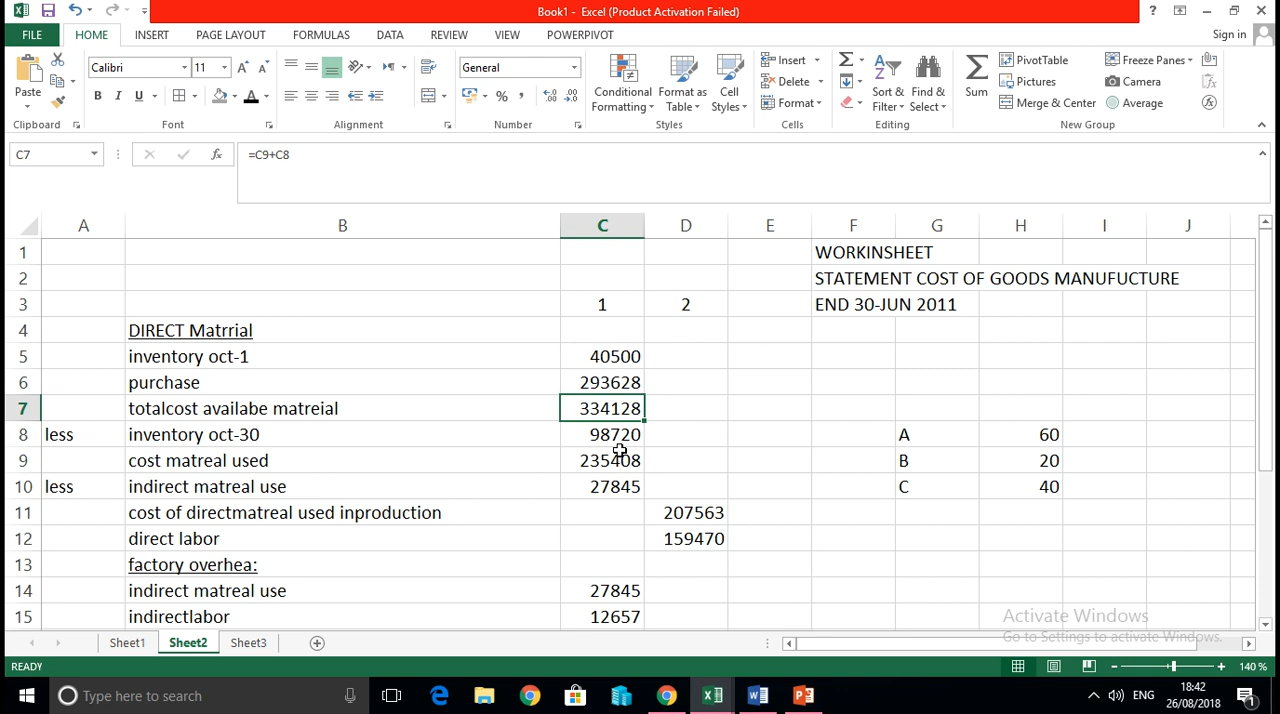 Book1 - Excel (Product Activation Failed)
?
FILE HOME INSERT PAGE LAYOUT FORMULAS DATA REVIEW VIEW POWERPIVOT Sign in
Paste
Clipboard
Calibri 11
B I U
Font
Alignment
General
Number
Conditional Formatting
Format as Table
Cell Styles
Styles
Insert
Delete
Format
Cells
Sort & Filter
Find & Select
Editing
Sum
PivotTable
Pictures
Merge & Center
Freeze Panes
Camera
Average
New Group
C7 fx =C9+C8
A B C D E F G H I J
1 WORKINSHEET
2 STATEMENT COST OF GOODS MANUFUCTURE
3 1 2 END 30-JUN 2011
4 DIRECT Matrrial
5 inventory oct-1 40500
6 purchase 293628
7 totalcost availabe matreial 334128
8 less inventory oct-30 98720 A 60
9 cost matreal used 235408 B 20
10 less indirect matreal use 27845 C 40
11 cost of directmatreal used inproduction 207563
12 direct labor 159470
13 factory overhea:
14 indirect matreal use 27845
15 indirectlabor 12657
Activate Windows
Go to Settings to activate Windows.
Sheet1 Sheet2 Sheet3
READY 140 %
Type here to search
ENG
18:42
26/08/2018